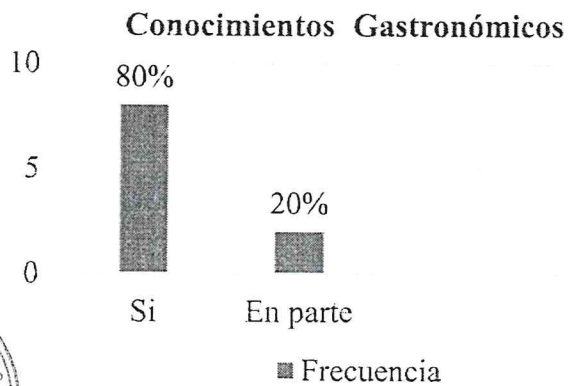 Conocimientos Gastronómicos
10
80%
5
20%
0
Si
En parte
Frecuencia